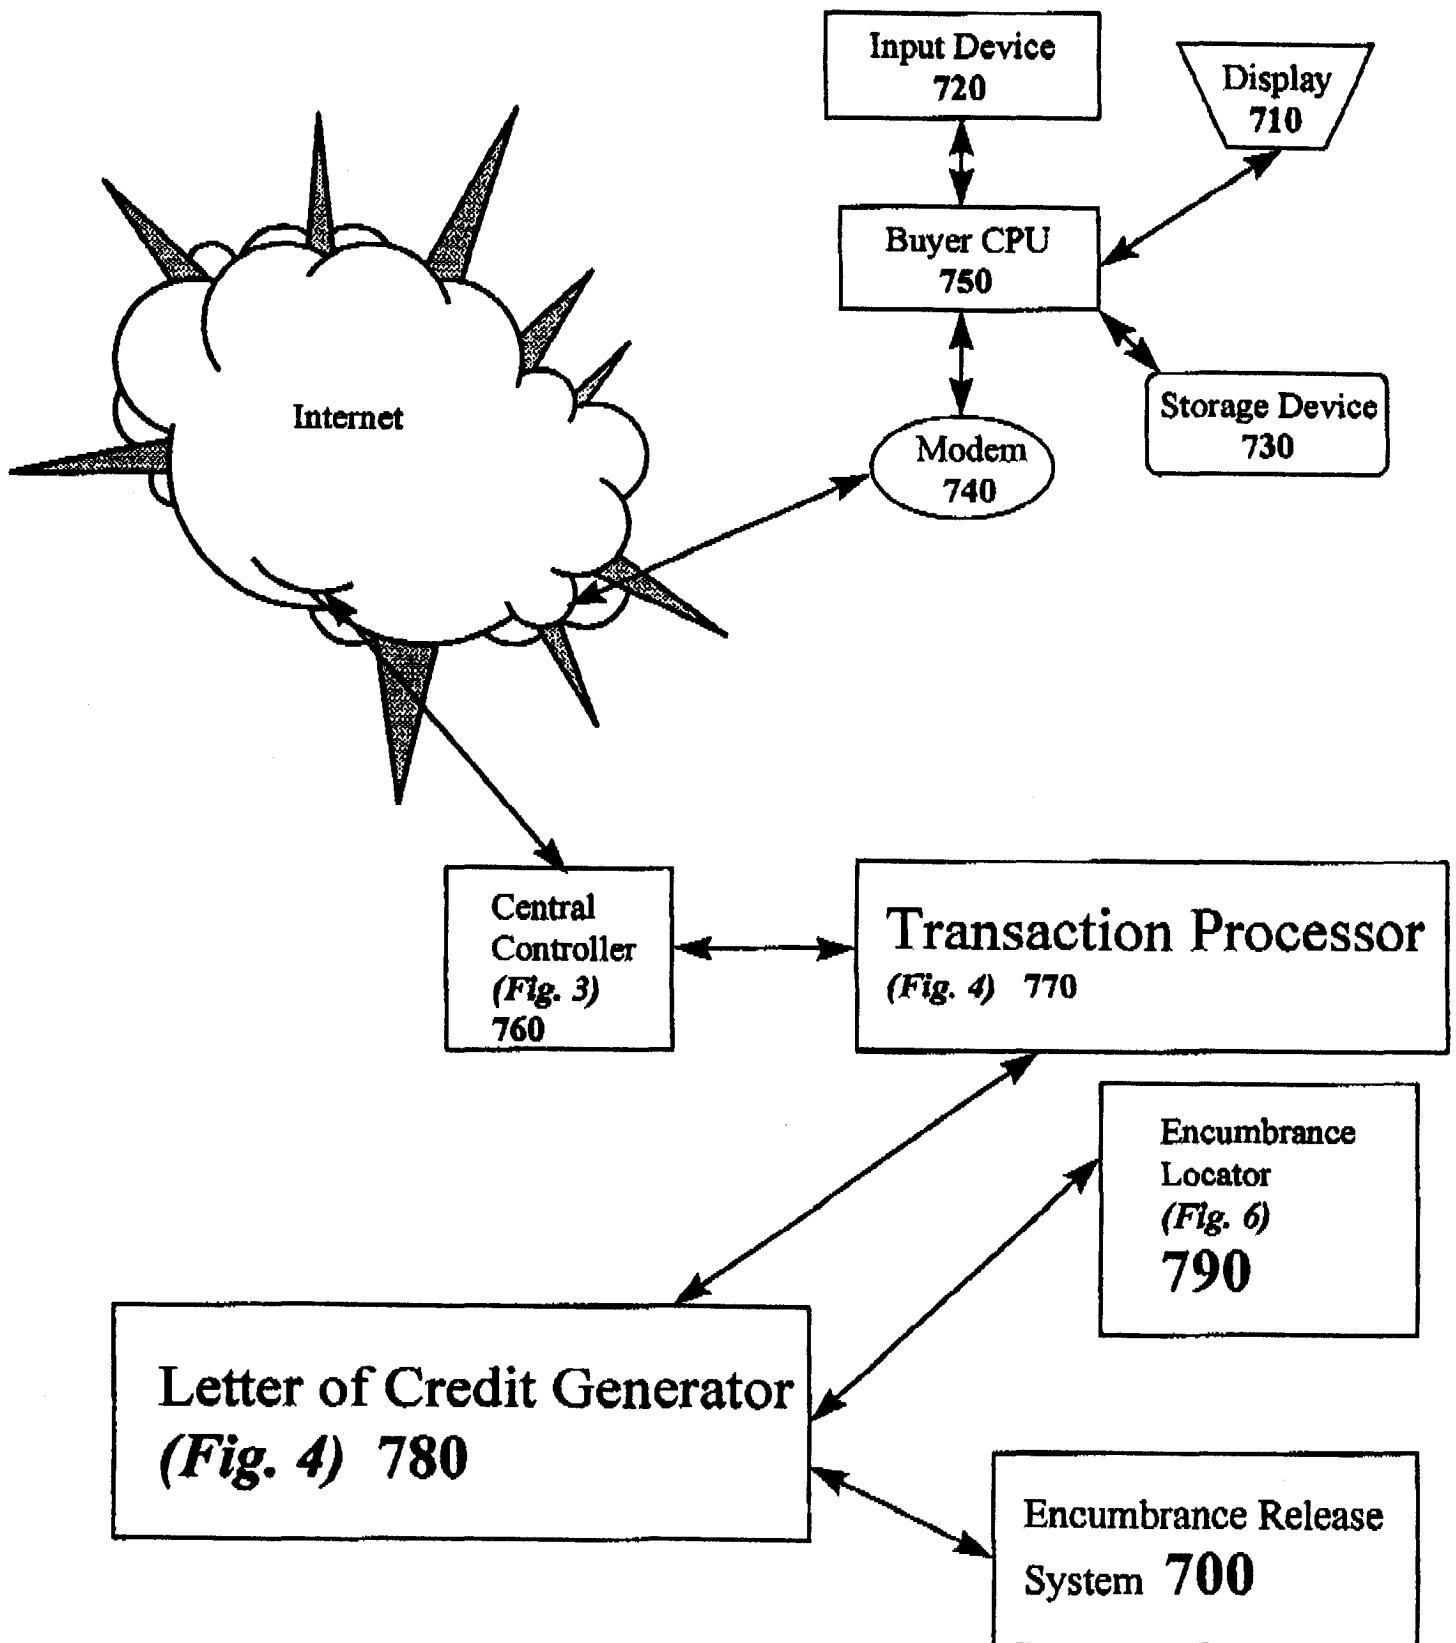 Input Device
720
Display
710
Buyer CPU
750
Internet
Storage Device
730
Modem
740
Central
Controller
(Fig. 3)
760
Transaction Processor
(Fig. 4) 770
Encumbrance
Locator
(Fig. 6)
790
Letter of Credit Generator
(Fig. 4) 780
Encumbrance Release
System 700